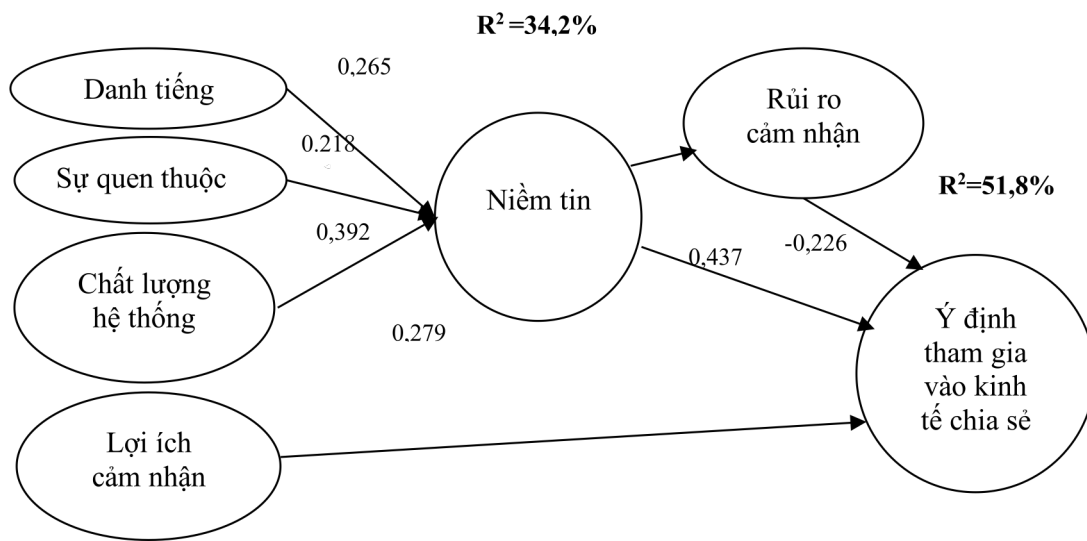 R² =34,2%
0,265
Danh tiếng
Rủi ro
cảm nhận
0.218
Sự quen thuộc
Niềm tin
R²=51,8%
0,392
-0,226
0,437
Chất lượng
hệ thống
0,279
Ý định
tham gia
vào kinh
tế chia sẻ
Lợi ích
cảm nhận